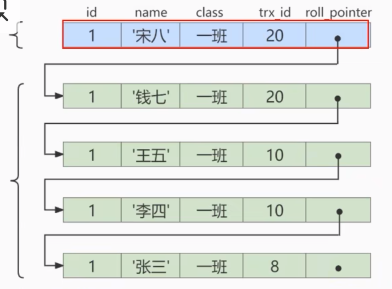 id name class trx_id roll_pointer
1 '宋八' 一班 20
1 '钱七' 一班 20
1 '王五' 一班 10
1 '李四' 一班 10
1 '张三' 一班 8